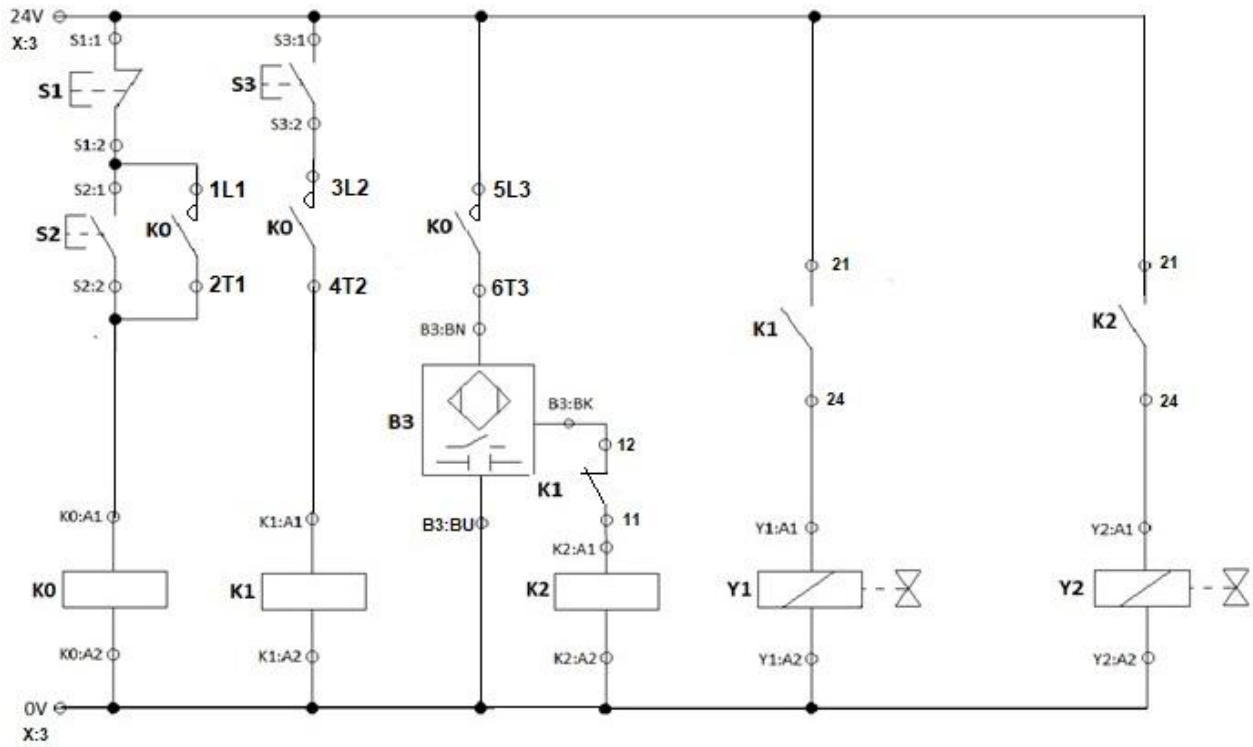 24V
X:3
S1:1
S3:1
S1
S3
S1:2
S3:2
S2:1
1L1
3L2
5L3
S2
K0
K0
K0
S2:2
2T1
4T2
6T3
21
21
K1
K2
B3:BN
B3
B3:BK
12
24
24
K1
11
K0:A1
K1:A1
B3:BU
K2:A1
Y1:A1
Y2:A1
K0
K1
K2
Y1
Y2
K0:A2
K1:A2
K2:A2
Y1:A2
Y2:A2
0V
X:3